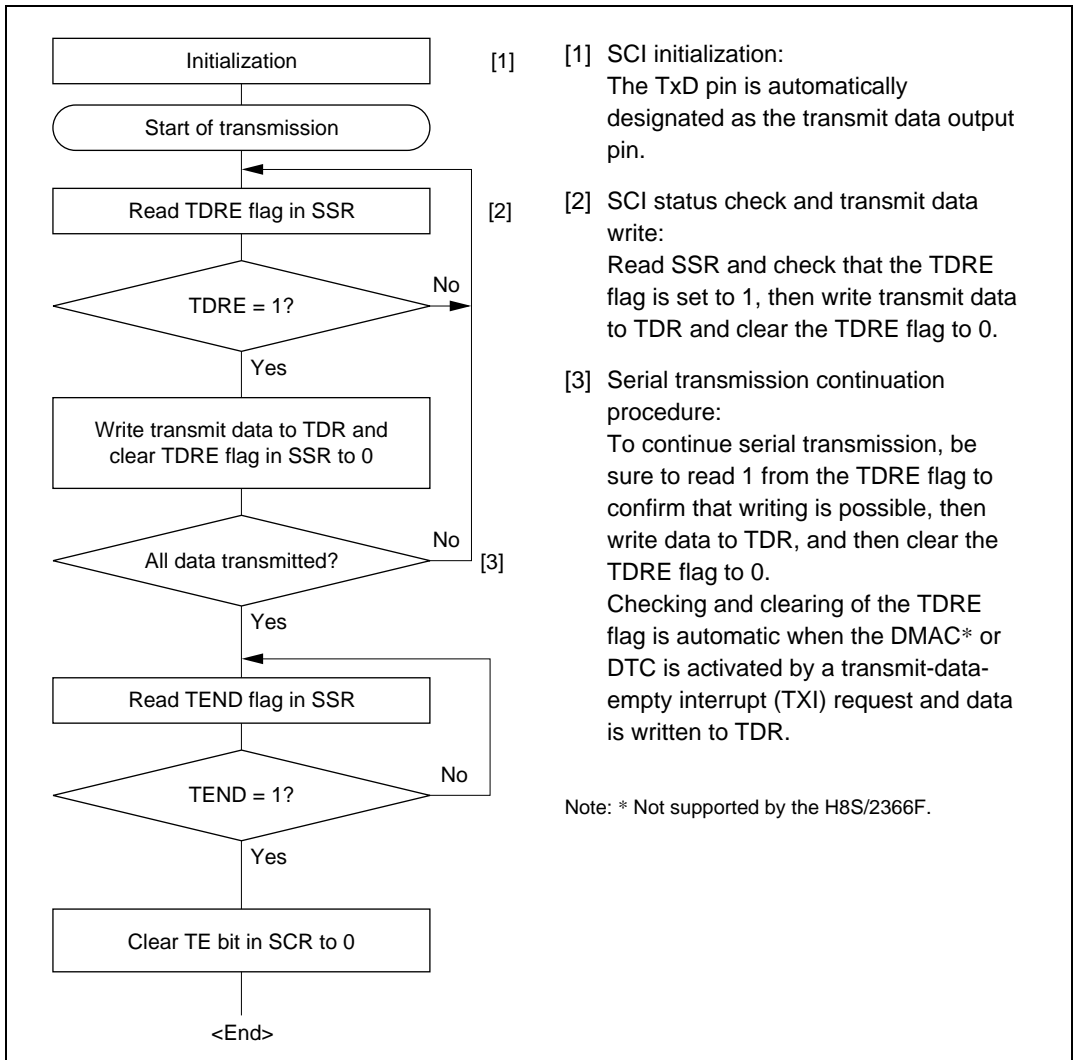 Initialization
[1]
Start of transmission
Read TDRE flag in SSR
[2]
No
TDRE = 1?
Yes
Write transmit data to TDR and
clear TDRE flag in SSR to 0
No
All data transmitted?
[3]
Yes
Read TEND flag in SSR
No
TEND = 1?
Yes
Clear TE bit in SCR to 0
<End>
[1] SCI initialization:
The TxD pin is automatically
designated as the transmit data output
pin.
[2] SCI status check and transmit data
write:
Read SSR and check that the TDRE
flag is set to 1, then write transmit data
to TDR and clear the TDRE flag to 0.
[3] Serial transmission continuation
procedure:
To continue serial transmission, be
sure to read 1 from the TDRE flag to
confirm that writing is possible, then
write data to TDR, and then clear the
TDRE flag to 0.
Checking and clearing of the TDRE
flag is automatic when the DMAC* or
DTC is activated by a transmit-data-
empty interrupt (TXI) request and data
is written to TDR.
Note: * Not supported by the H8S/2366F.